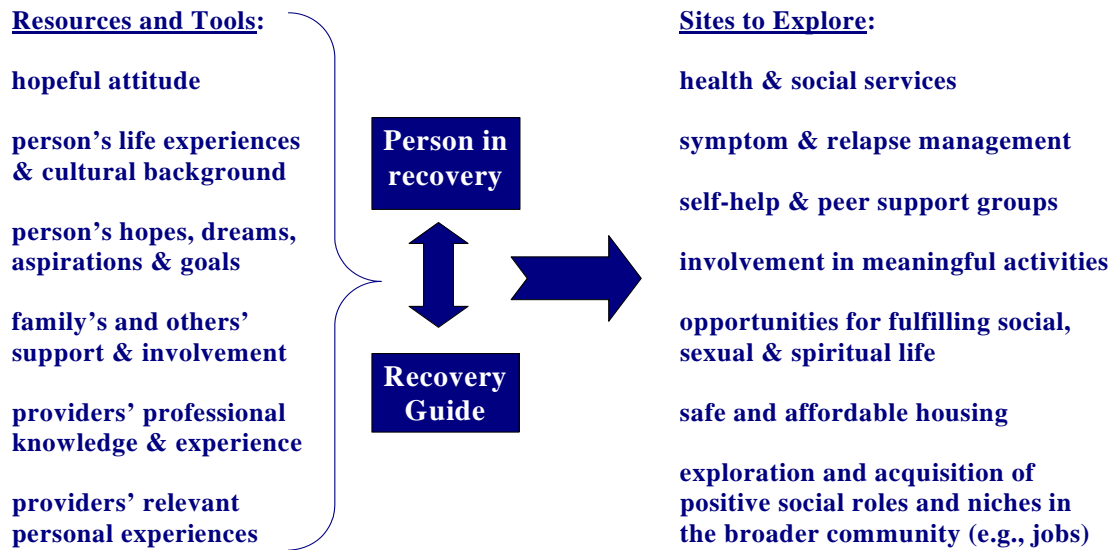 Resources and Tools:
hopeful attitude
person’s life experiences
& cultural background
person’s hopes, dreams,
aspirations & goals
family’s and others’
support & involvement
providers’ professional
knowledge & experience
providers’ relevant
personal experiences
Person in
recovery
Recovery
Guide
Sites to Explore:
health & social services
symptom & relapse management
self-help & peer support groups
involvement in meaningful activities
opportunities for fulfilling social,
sexual & spiritual life
safe and affordable housing
exploration and acquisition of
positive social roles and niches in
the broader community (e.g., jobs)